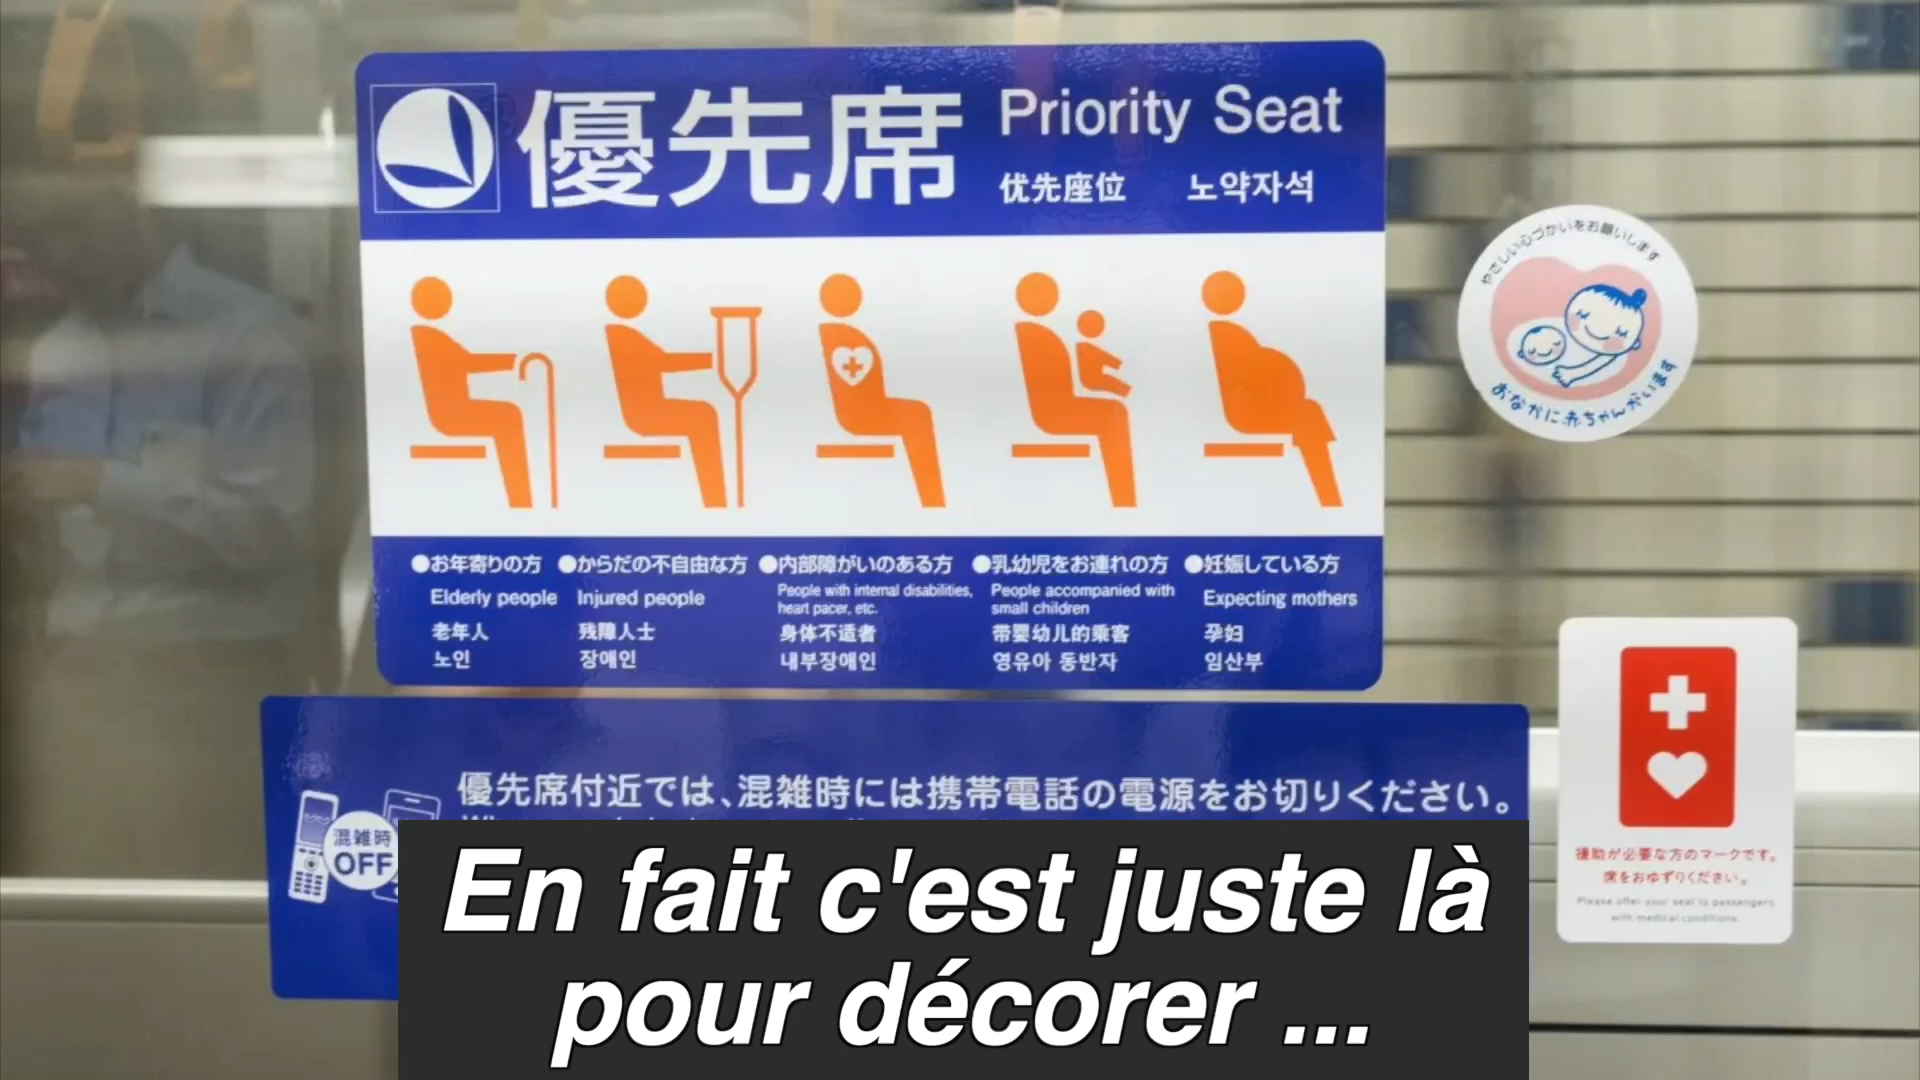 優先席
Priority Seat
优先座位 노약자석
●お年寄りの方
Elderly people
老年人
노인
●からだの不自由な方
Injured people
残障人士
장애인
●内部障がいのある方
People with internal disabilities,
heart pacer, etc.
身体不适者
내부장애인
●乳幼児をお連れの方
People accompanied with
small children
带婴幼儿的乘客
영유아 동반자
●妊娠している方
Expecting mothers
孕妇
임산부
やさしい心づかいをお願いします
おなかに赤ちゃんがいます
優先席付近では、混雑時には携帯電話の電源をお切りください。
混雑時
OFF
援助が必要な方のマークです。
席をおゆずりください。
Please offer your seat to passengers
with medical conditions.
En fait c'est juste là
pour décorer ...